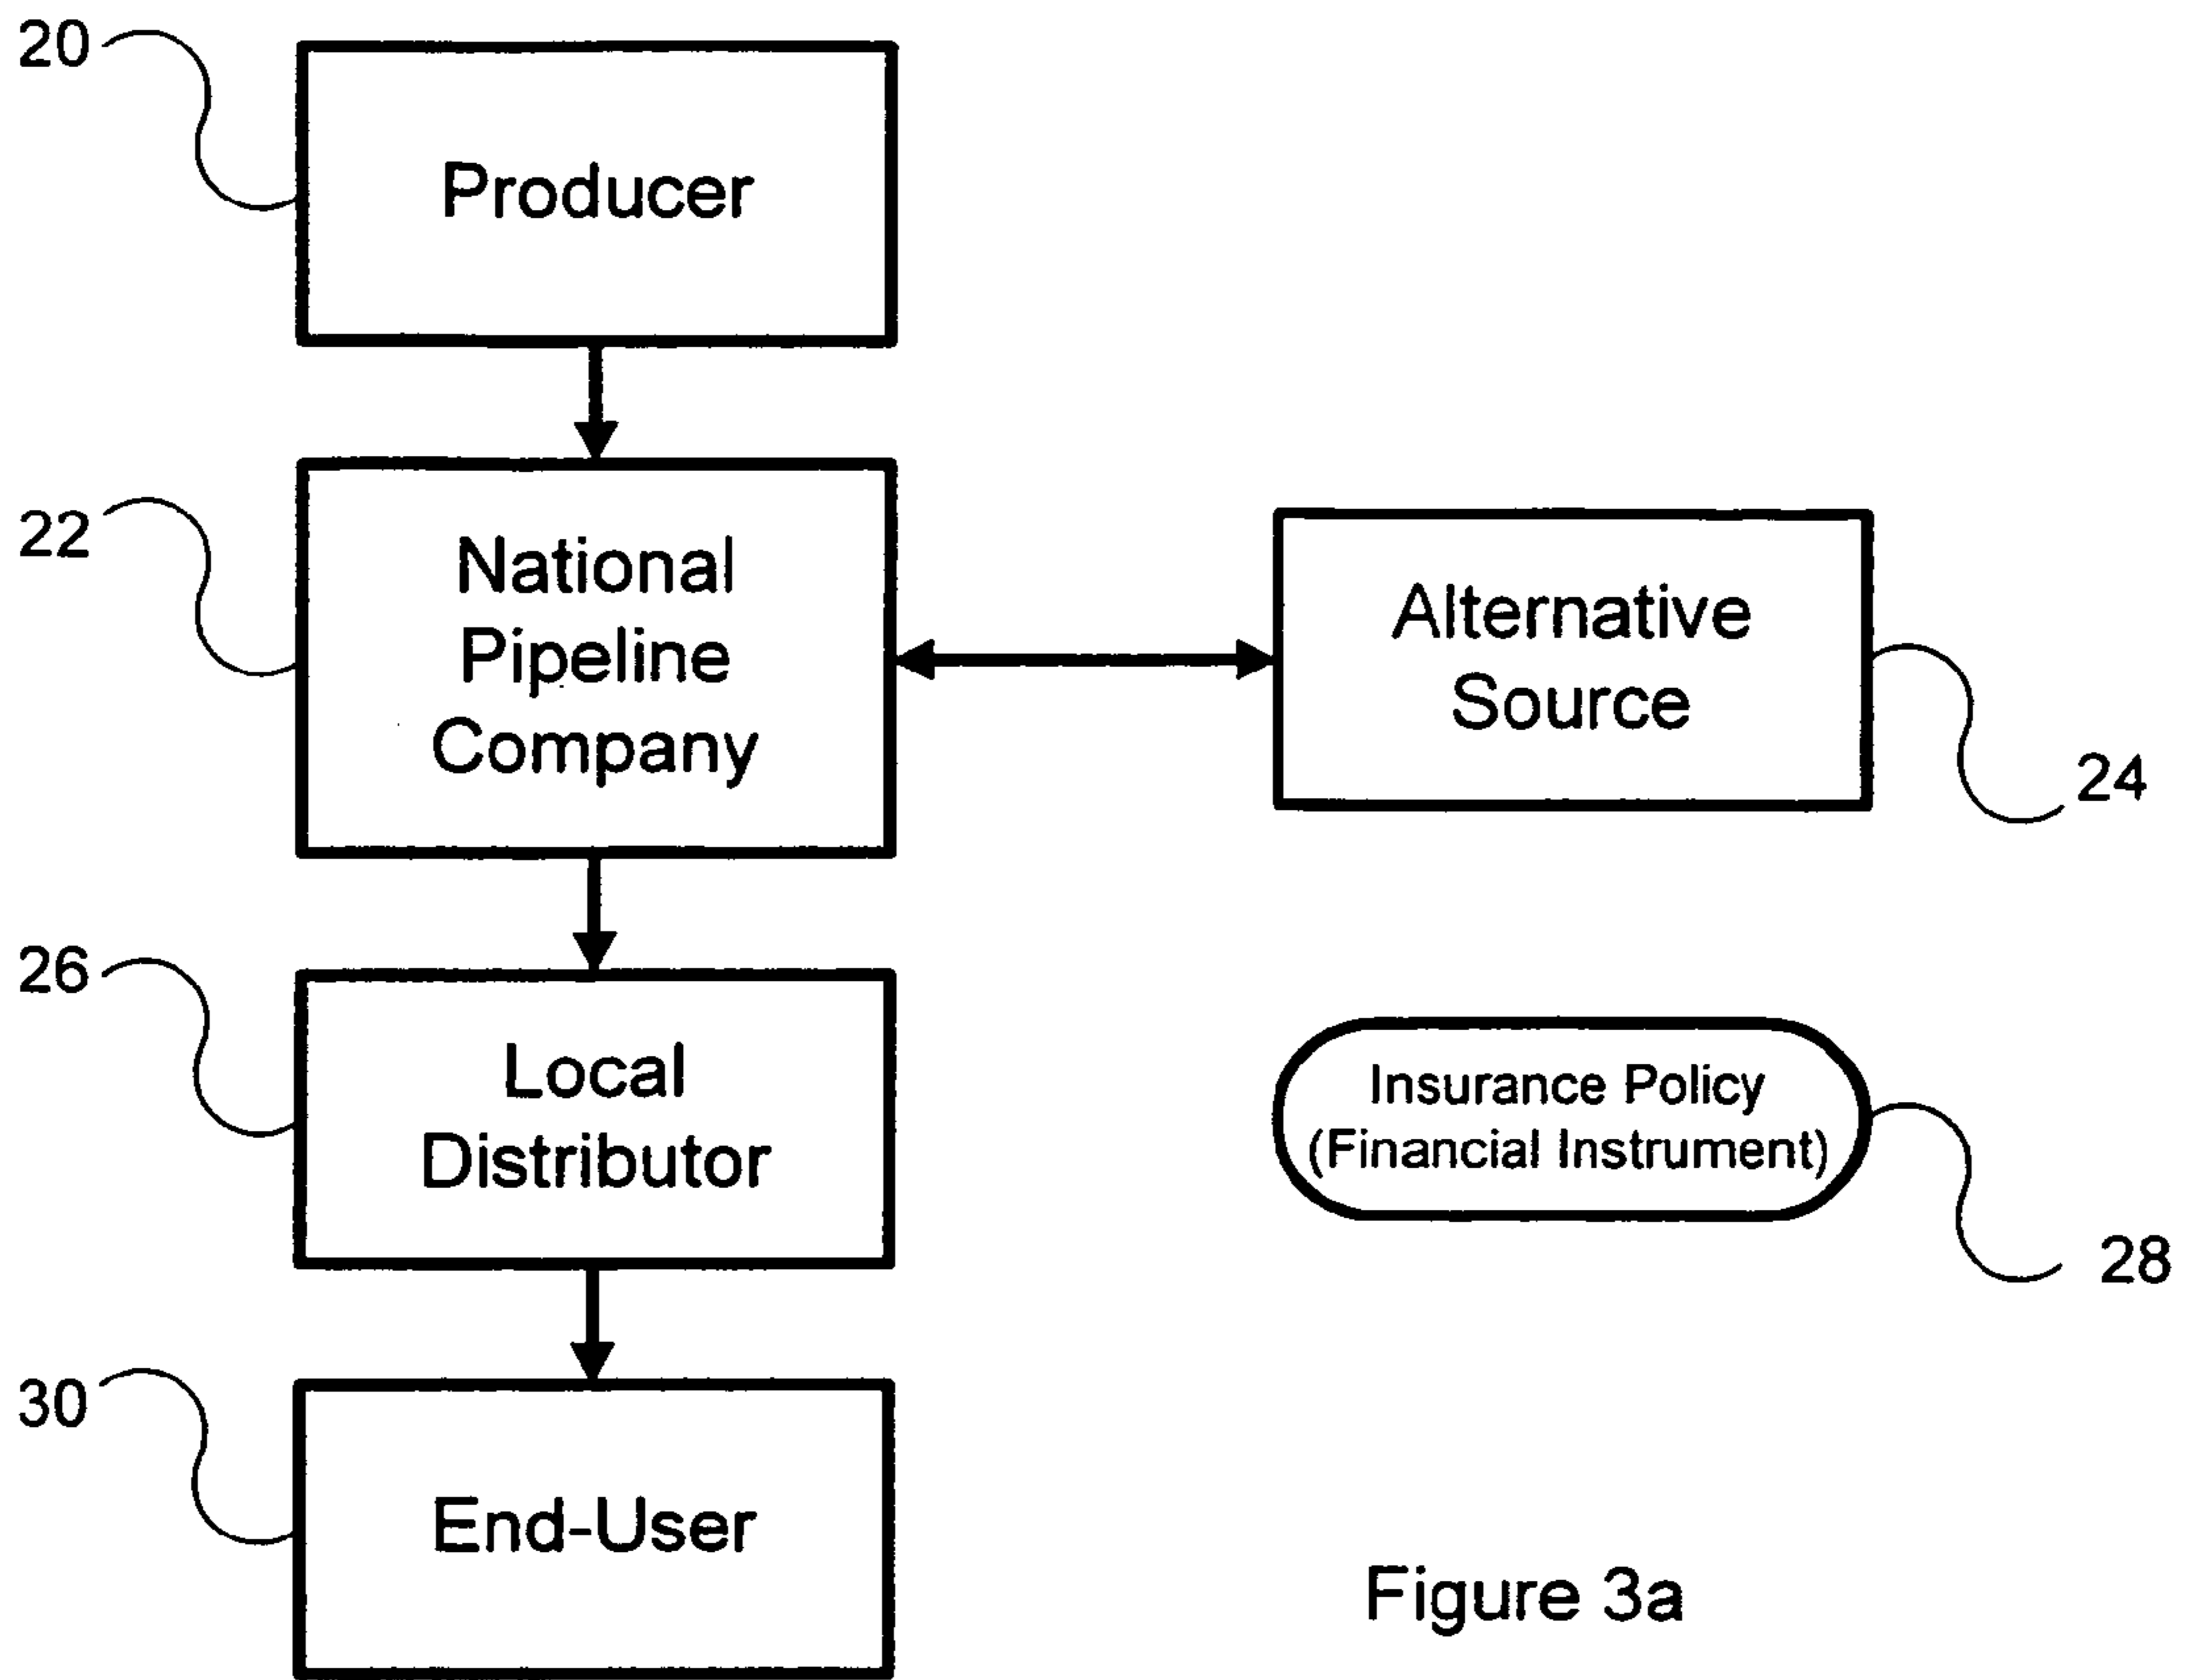 20
Producer
22
National
Pipeline
Company
Alternative
Source
24
26
Local
Distributor
Insurance Policy
(Financial Instrument)
28
30
End-User
Figure 3a